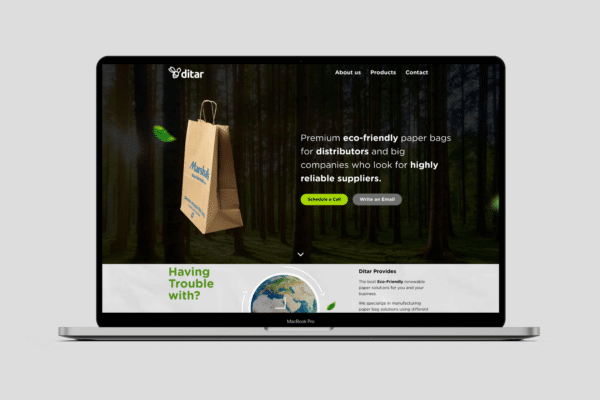 ditar
About us Products Contact
Premium eco-friendly paper bags
for distributors and big
companies who look for highly
reliable suppliers.
Schedule a Call Write an Email
Having
Trouble
with?
Ditar Provides
The best Eco-Friendly renewable
paper solutions for you and your
business.
We specialize in manufacturing
paper bag solutions using different
MacBook Pro